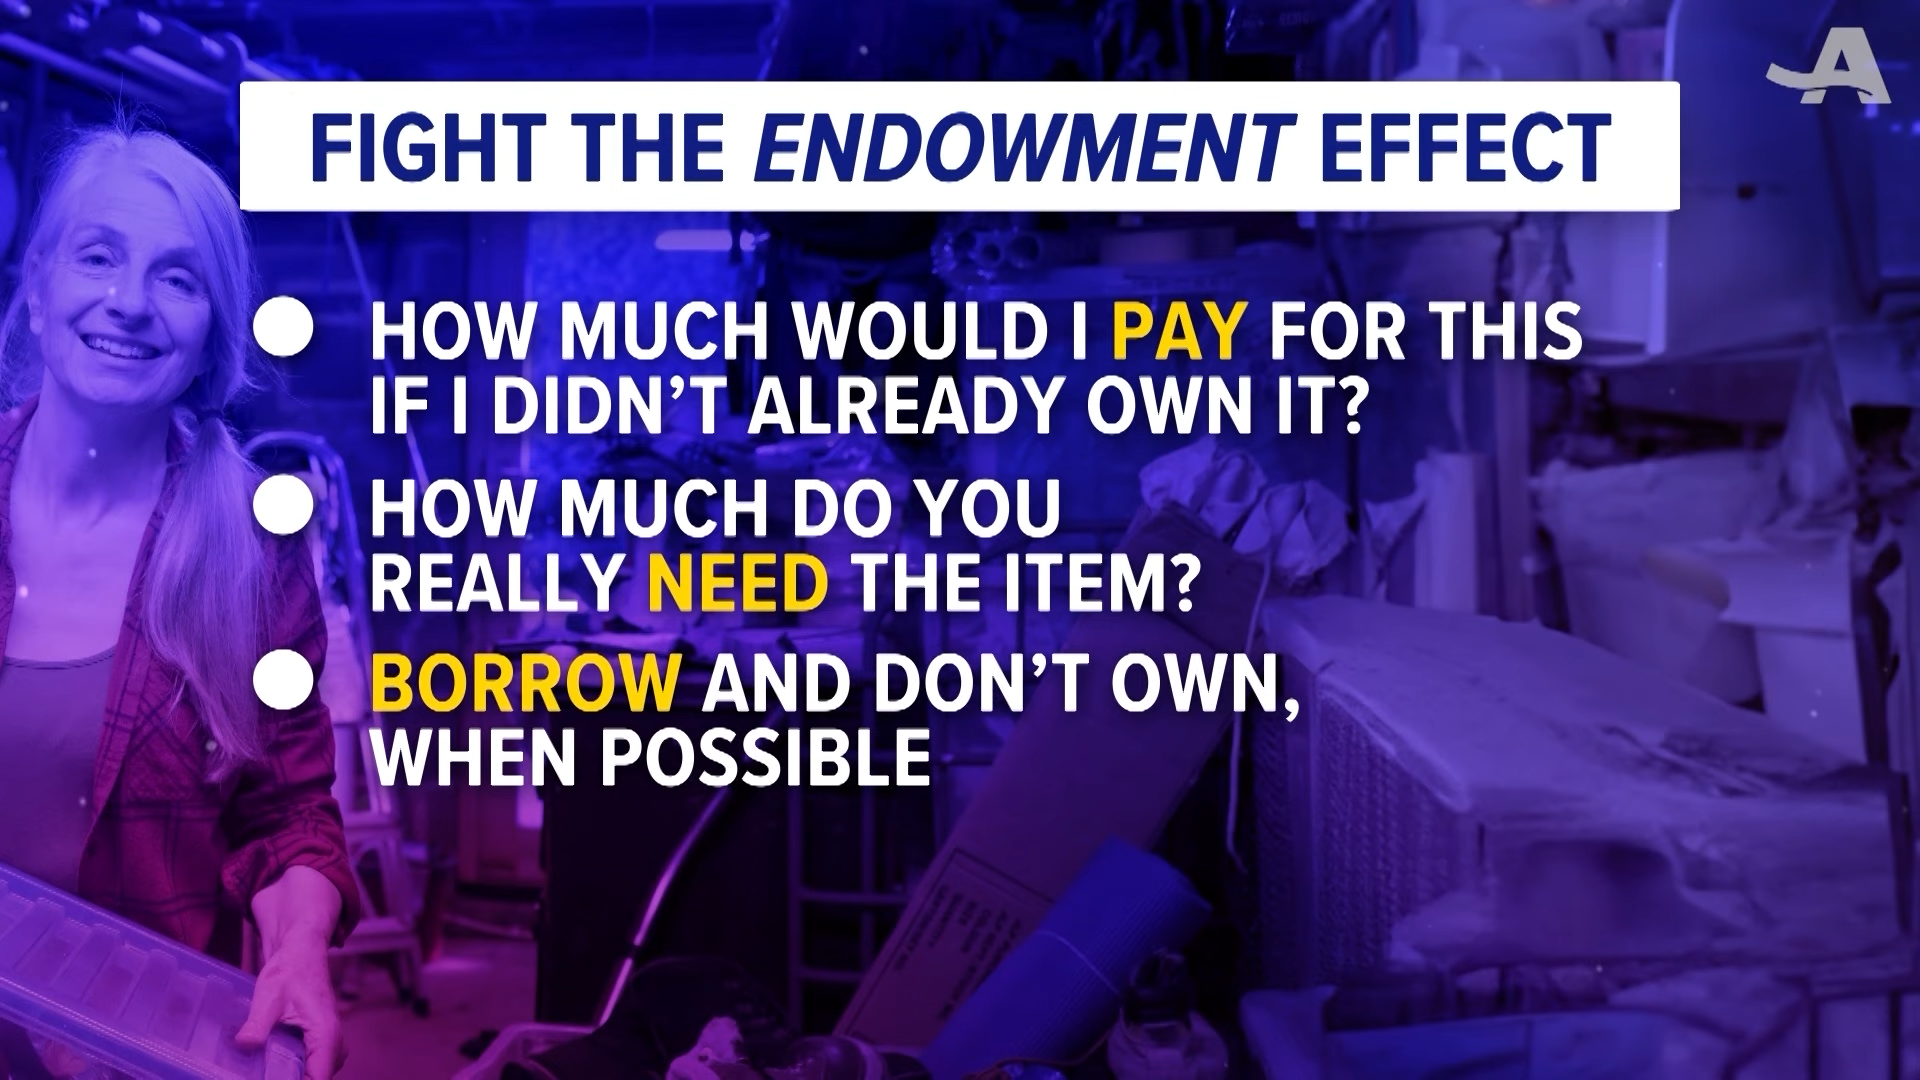 FIGHT THE ENDOWMENT EFFECT
HOW MUCH WOULD I PAY FOR THIS
IF I DIDN’T ALREADY OWN IT?
HOW MUCH DO YOU
REALLY NEED THE ITEM?
BORROW AND DON’T OWN,
WHEN POSSIBLE